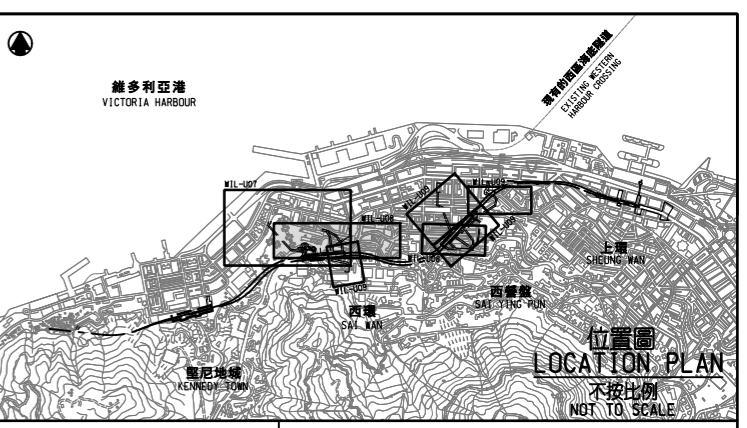 維多利亞港
VICTORIA HARBOUR
現有的西區海底隧道
EXISTING WESTERN
HARBOUR CROSSING
WIL-U07
WIL-U08
WIL-U09
WIL-U09
WIL-U09
WIL-U08
WIL-U09
上環
SHEUNG WAN
西營盤
SAI YING PUN
西環
SAI WAN
堅尼地城
KENNEDY TOWN
位置圖
LOCATION PLAN
不按比例
NOT TO SCALE